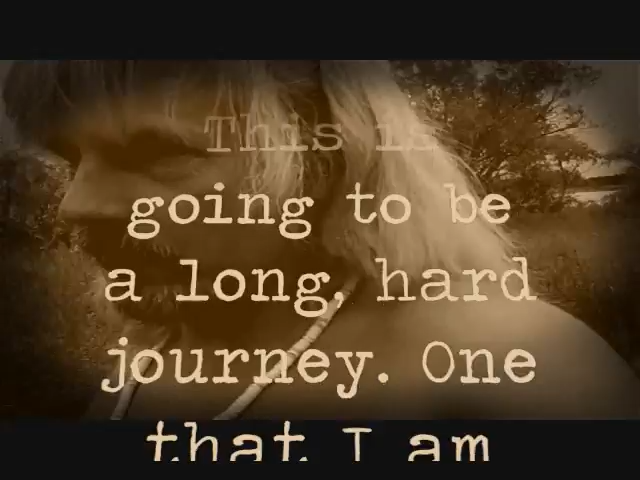 This is
going to be
a long, hard
journey. One
that I am